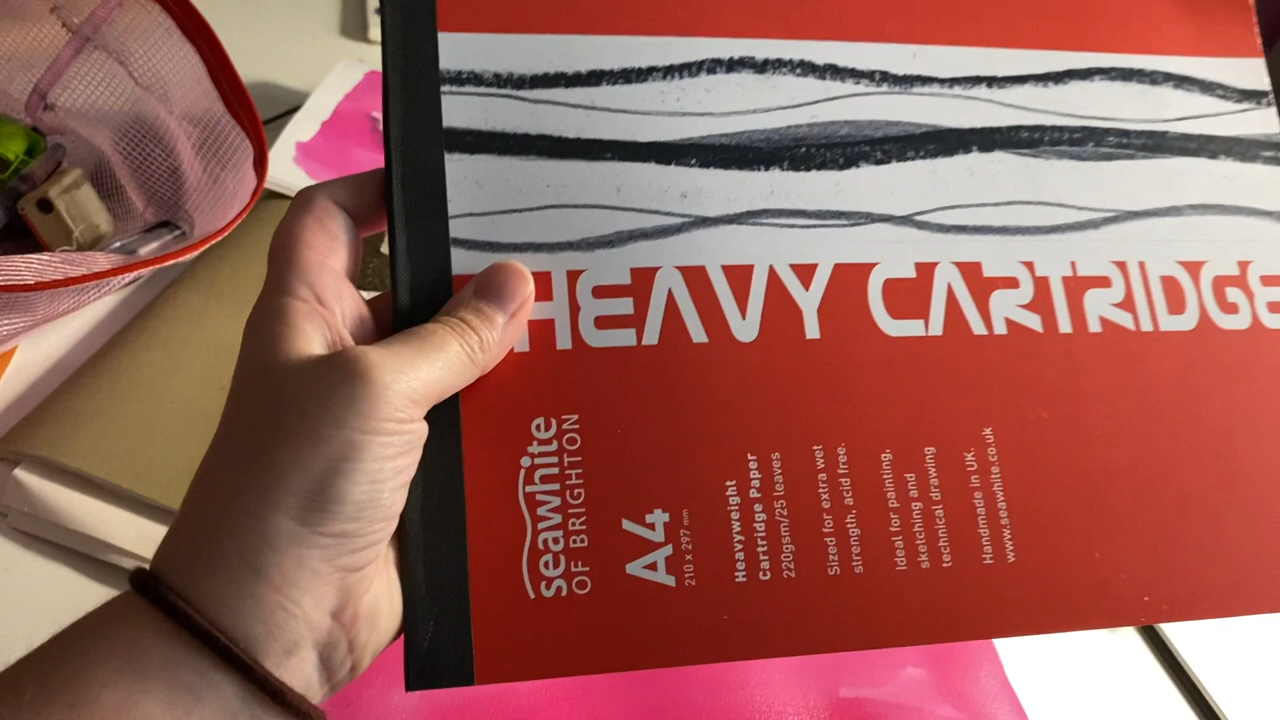 HEAVY CARTRIDGE
seawhite
OF BRIGHTON
A4
210 x 297 mm
Heavyweight
Cartridge Paper
220gsm/25 leaves
Sized for extra wet
strength, acid free.
Ideal for painting,
sketching and
technical drawing
Handmade in UK.
www.seawhite.co.uk